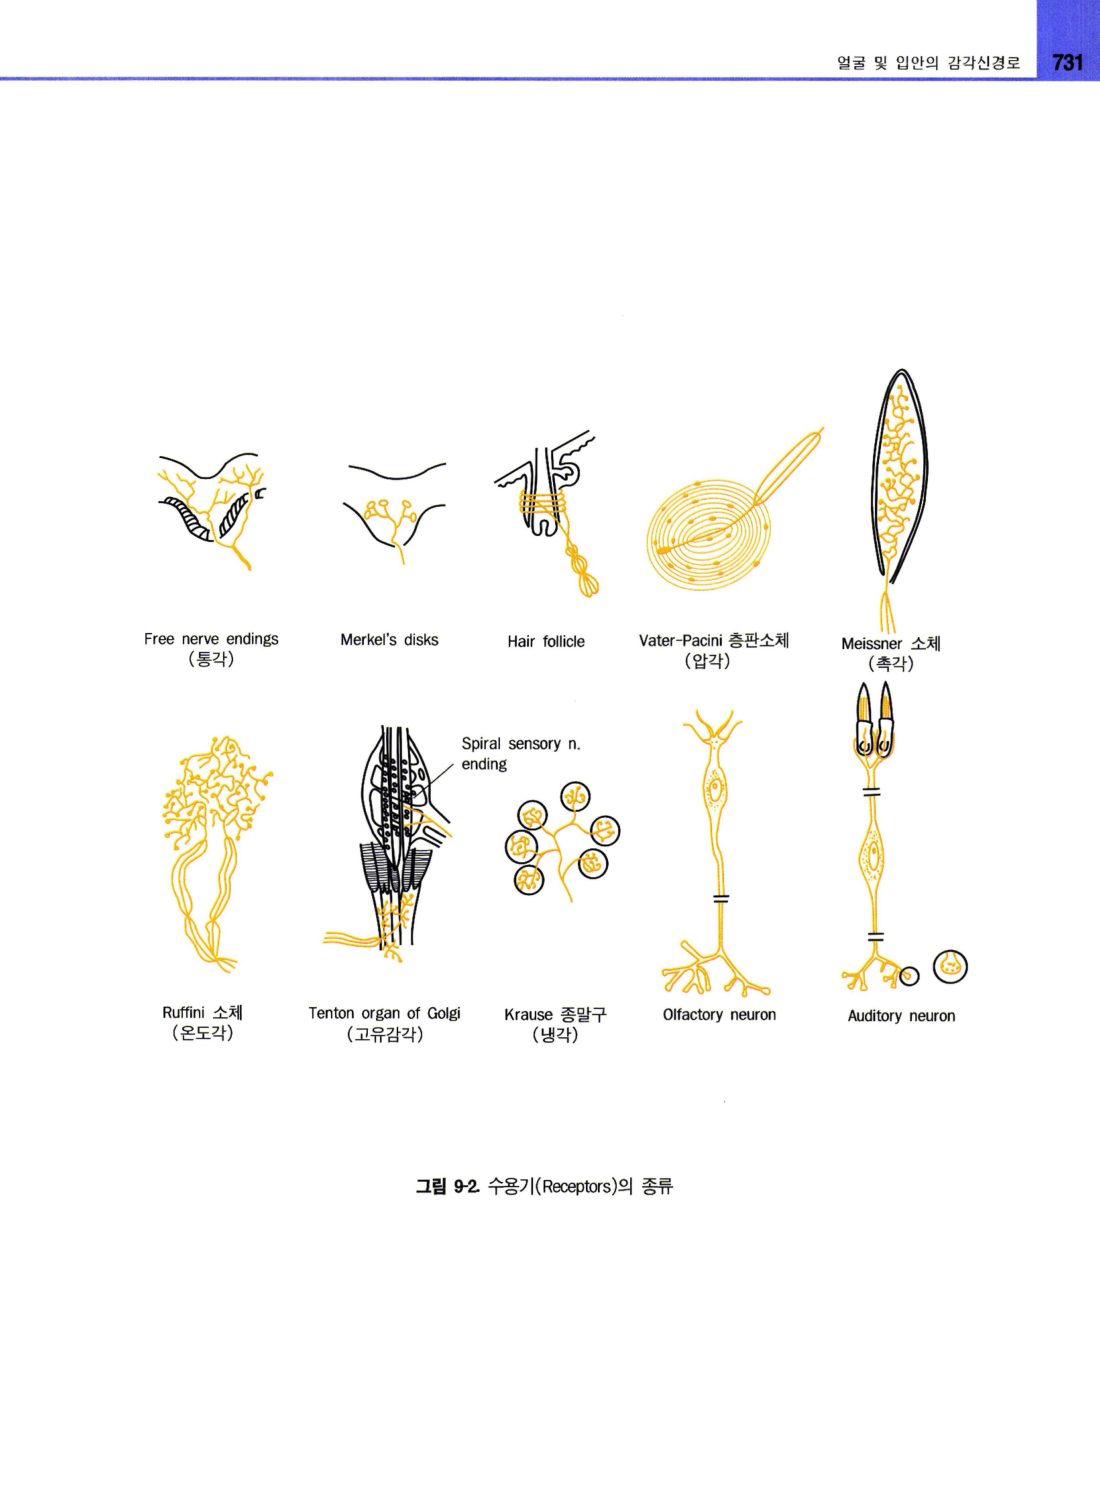 얼굴 및 입안의 감각신경로 731
Free nerve endings
(통각)
Merkel's disks
Hair follicle
Vater-Pacini 층판소체
(압각)
Meissner 소체
(촉각)
Spiral sensory n.
ending
Ruffini 소체
(온도각)
Tenton organ of Golgi
(고유감각)
Krause 종말구
(냉각)
Olfactory neuron
Auditory neuron
그림 9-2. 수용기(Receptors)의 종류